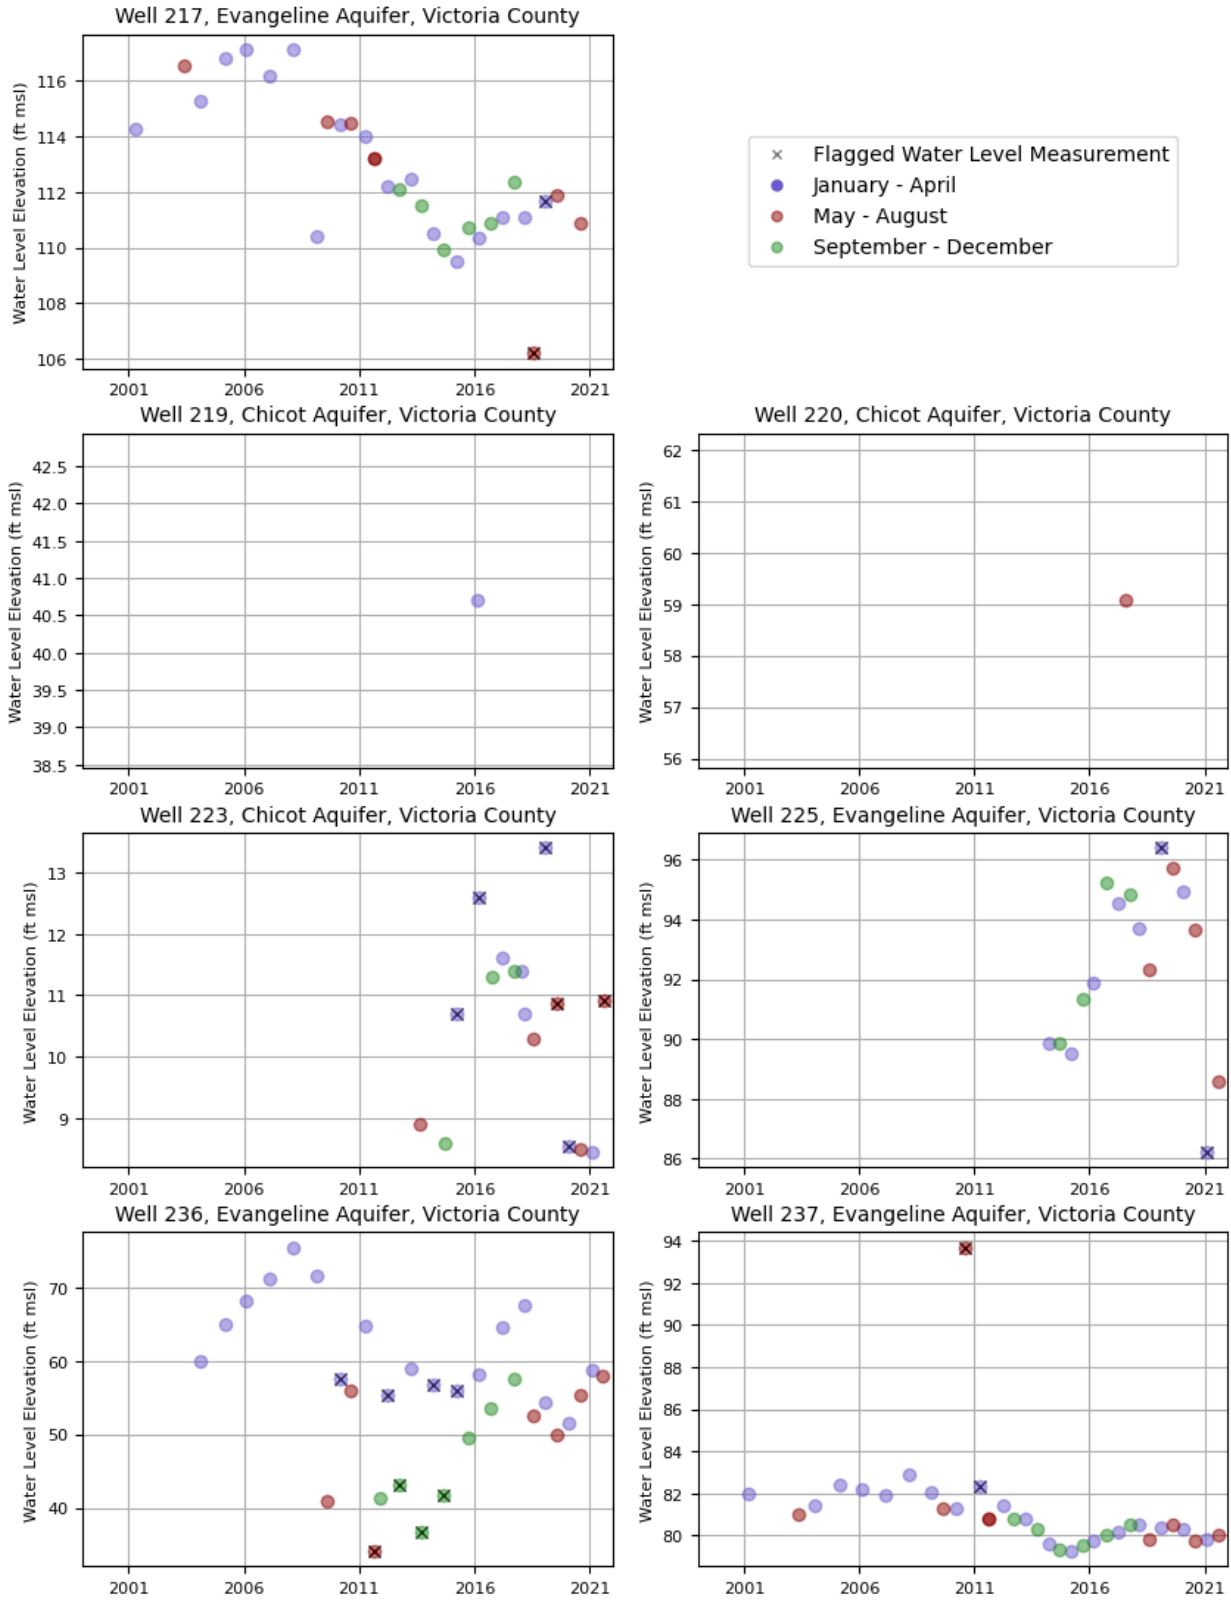 Well 217, Evangeline Aquifer, Victoria County
Water Level Elevation (ft msl)
116
114
112
110
108
106
2001 2006 2011 2016 2021
Flagged Water Level Measurement
January - April
May - August
September - December
Well 219, Chicot Aquifer, Victoria County
Water Level Elevation (ft msl)
42.5
42.0
41.5
41.0
40.5
40.0
39.5
39.0
38.5
2001 2006 2011 2016 2021
Well 220, Chicot Aquifer, Victoria County
Water Level Elevation (ft msl)
62
61
60
59
58
57
56
2001 2006 2011 2016 2021
Well 223, Chicot Aquifer, Victoria County
Water Level Elevation (ft msl)
13
12
11
10
9
2001 2006 2011 2016 2021
Well 225, Evangeline Aquifer, Victoria County
Water Level Elevation (ft msl)
96
94
92
90
88
86
2001 2006 2011 2016 2021
Well 236, Evangeline Aquifer, Victoria County
Water Level Elevation (ft msl)
70
60
50
40
2001 2006 2011 2016 2021
Well 237, Evangeline Aquifer, Victoria County
Water Level Elevation (ft msl)
94
92
90
88
86
84
82
80
2001 2006 2011 2016 2021